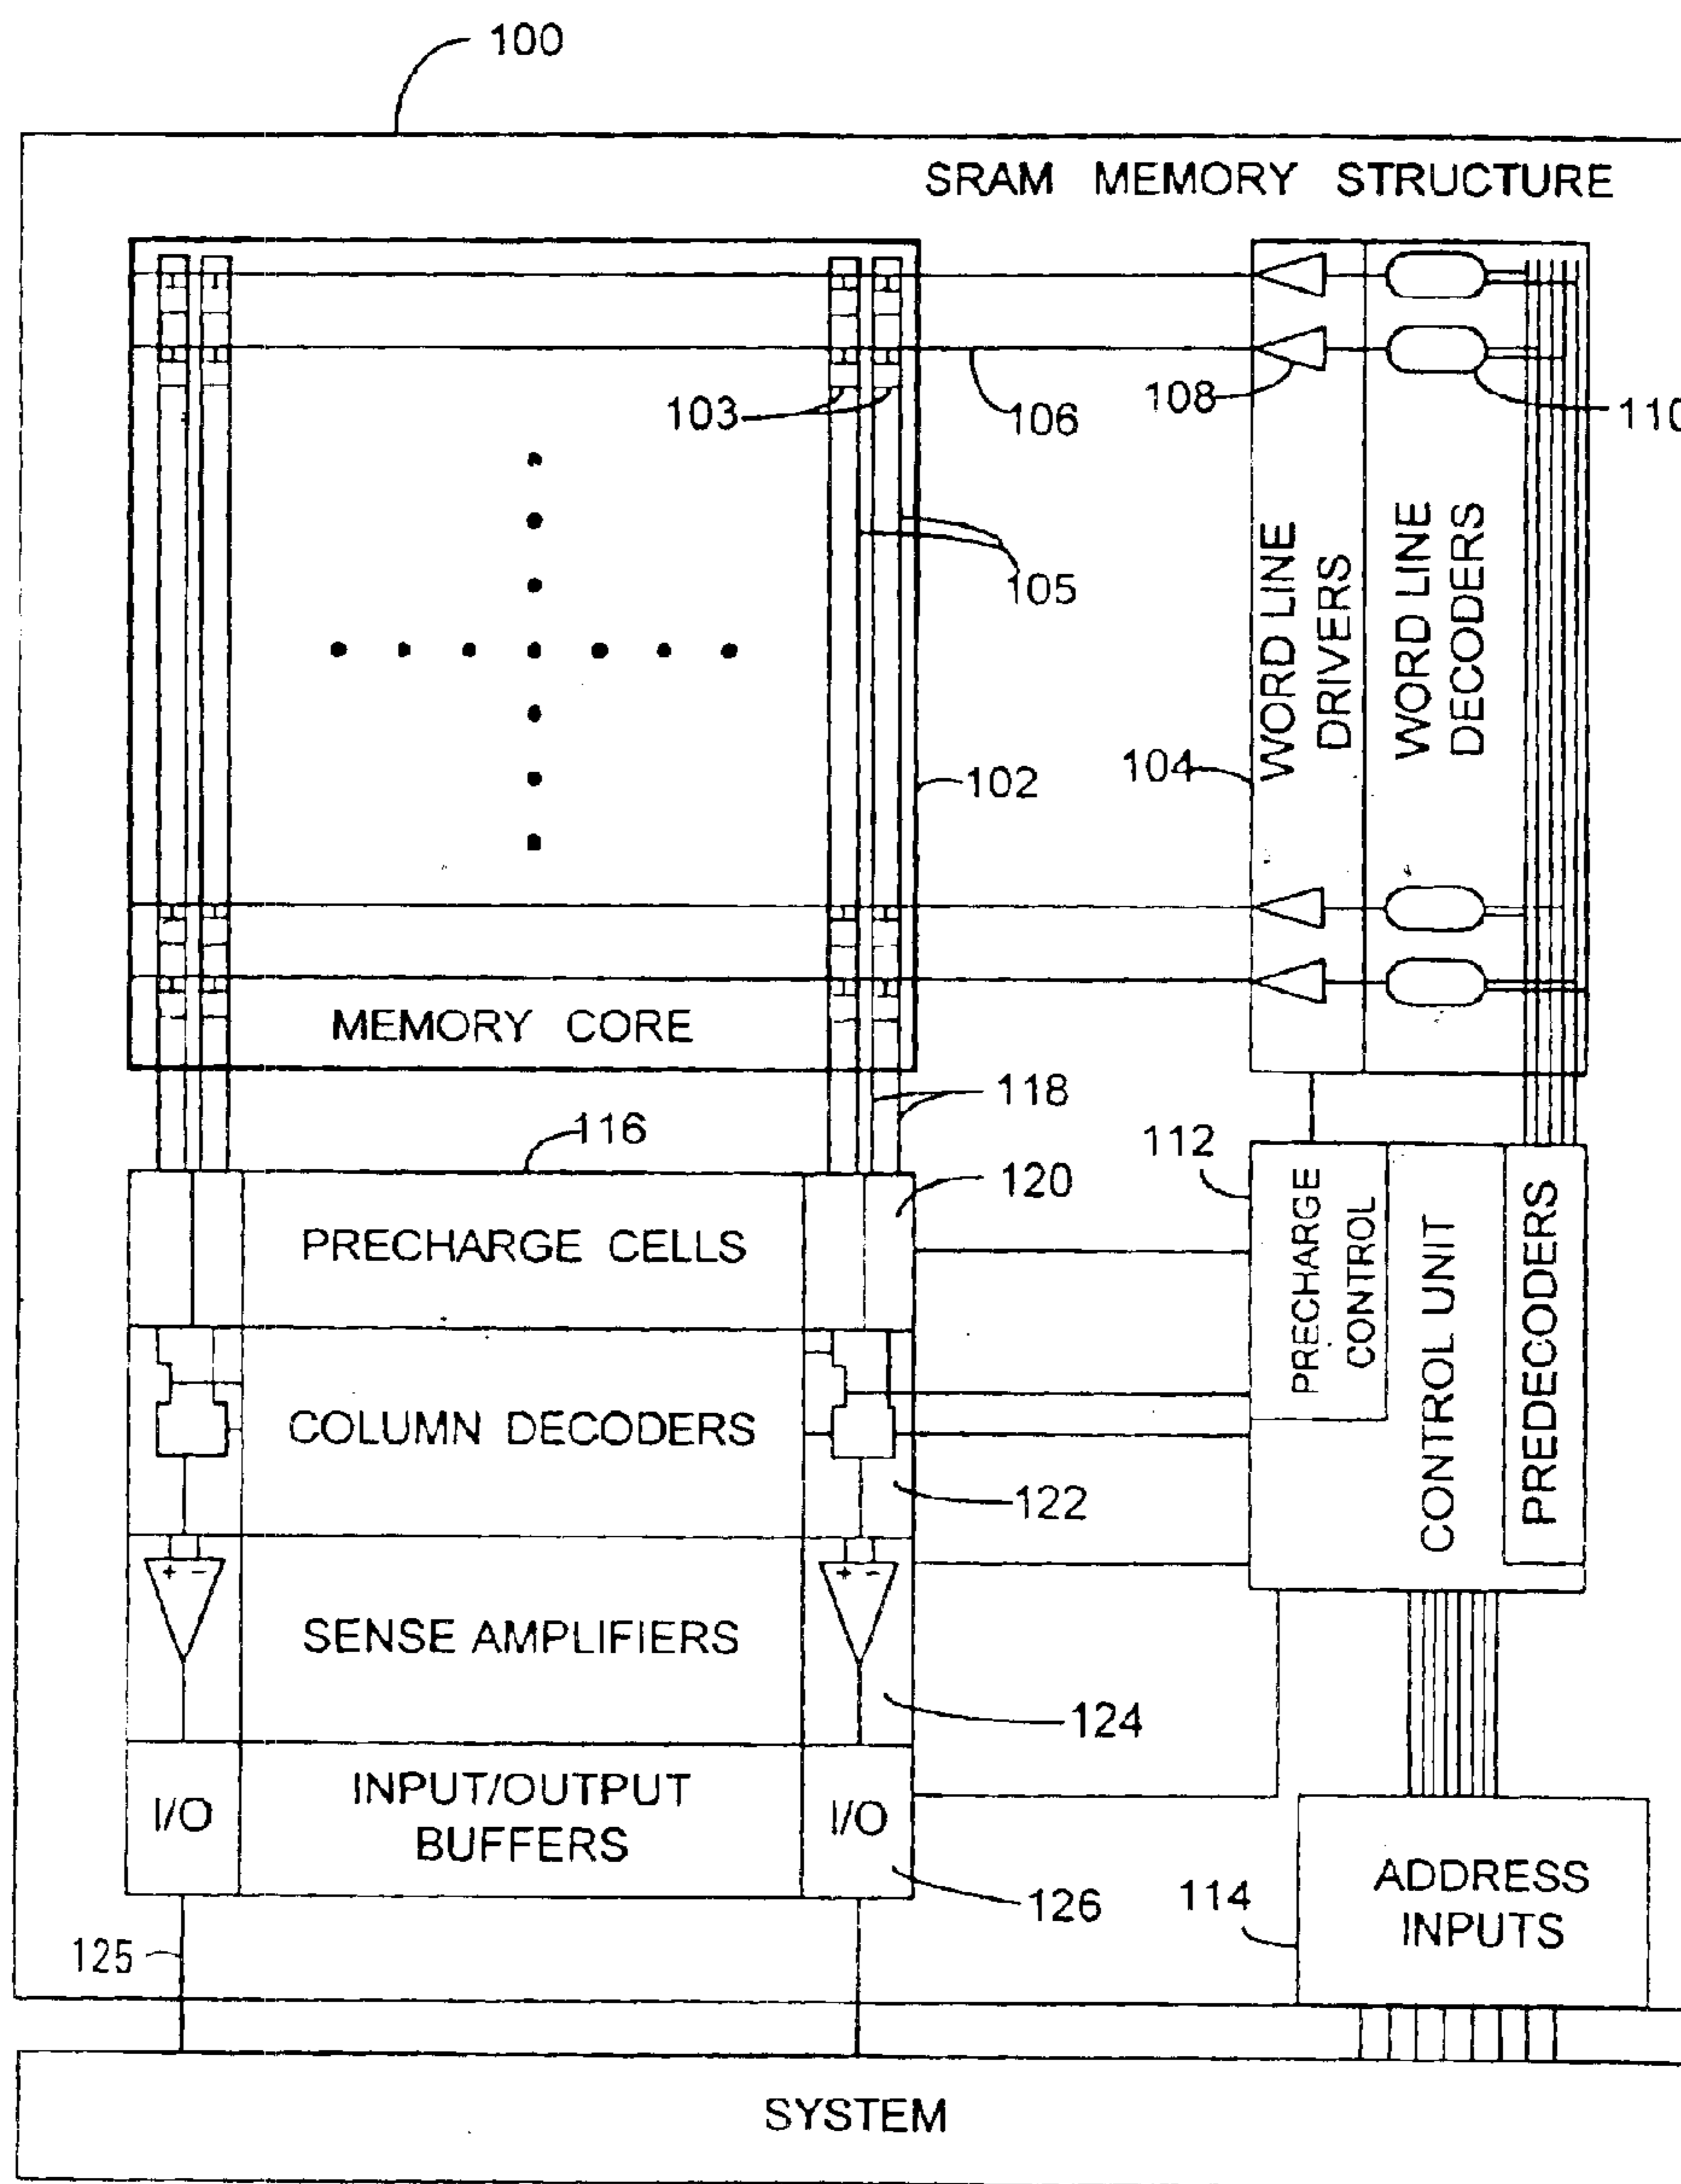 100
SRAM MEMORY STRUCTURE
108
110
103
106
105
WORD LINE
DRIVERS
WORD LINE
DECODERS
104
102
MEMORY CORE
118
116
112
120
PRECHARGE CELLS
PRECHARGE
CONTROL
CONTROL UNIT
PREDECODERS
COLUMN DECODERS
122
+ -
+ -
SENSE AMPLIFIERS
124
I/O
INPUT/OUTPUT
BUFFERS
I/O
126
114
ADDRESS
INPUTS
125
SYSTEM